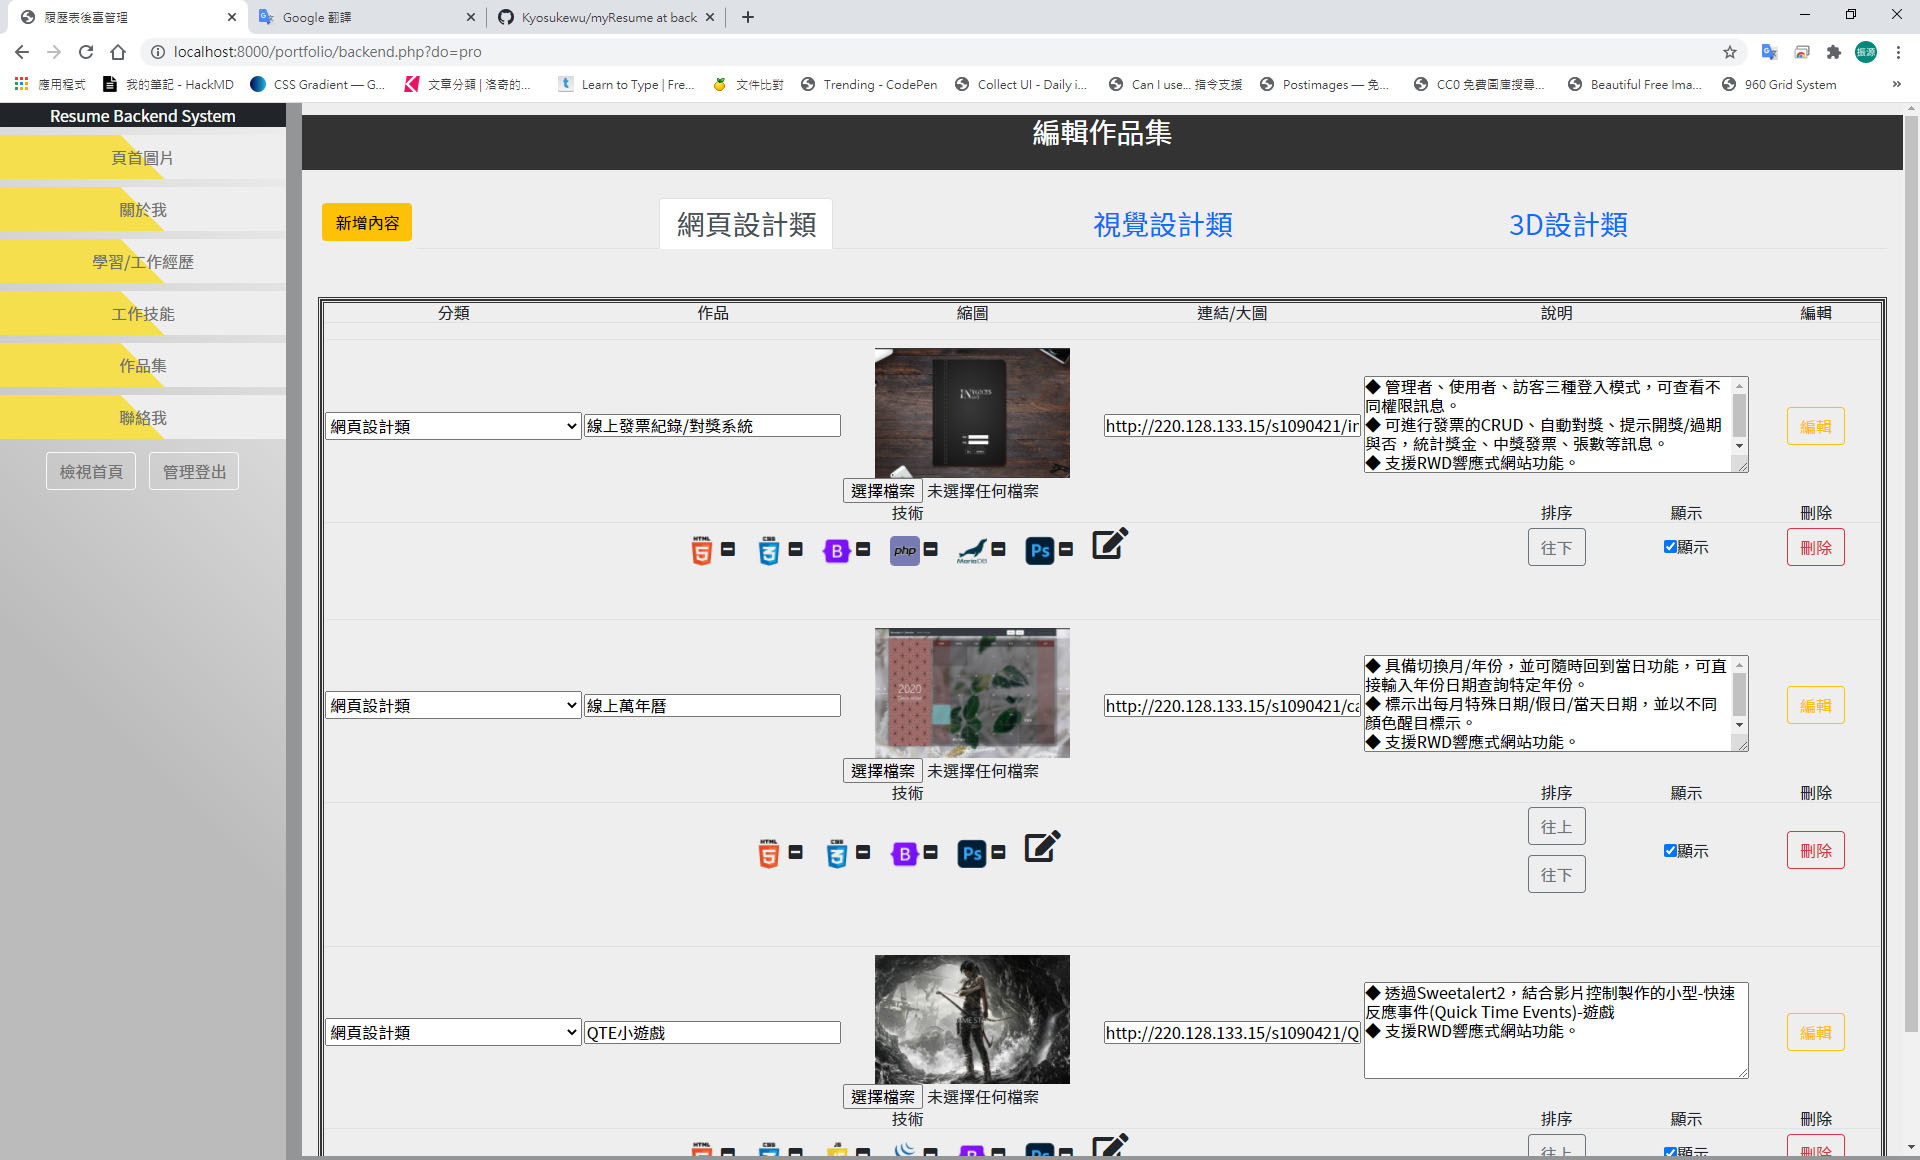 履歷表後臺管理
Google 翻譯
Kyosukewu/myResume at back
localhost:8000/portfolio/backend.php?do=pro
振源
應用程式
我的筆記 - HackMD
CSS Gradient — G...
文章分類 | 洛奇的...
Learn to Type | Fre...
文件比對
Trending - CodePen
Collect UI - Daily i...
Can I use... 指令支援
Postimages — 免...
CC0 免費圖庫搜尋...
Beautiful Free Ima...
960 Grid System
Resume Backend System
頁首圖片
關於我
學習/工作經歷
工作技能
作品集
聯絡我
檢視首頁
管理登出
編輯作品集
新增內容
網頁設計類
視覺設計類
3D設計類
分類
作品
縮圖
連結/大圖
說明
編輯
網頁設計類
線上發票紀錄/對獎系統
選擇檔案 未選擇任何檔案
http://220.128.133.15/s1090421/in
◆ 管理者、使用者、訪客三種登入模式，可查看不
同權限訊息。
◆ 可進行發票的CRUD、自動對獎、提示開獎/過期
與否，統計獎金、中獎發票、張數等訊息。
◆ 支援RWD響應式網站功能。
編輯
技術
排序
顯示
刪除
HTML 5
CSS 3
B
php
MariaDB
Ps
往下
顯示
刪除
網頁設計類
線上萬年曆
2020
選擇檔案 未選擇任何檔案
http://220.128.133.15/s1090421/ca
◆ 具備切換月/年份，並可隨時回到當日功能，可直
接輸入年份日期查詢特定年份。
◆ 標示出每月特殊日期/假日/當天日期，並以不同
顏色醒目標示。
◆ 支援RWD響應式網站功能。
編輯
技術
排序
顯示
刪除
HTML 5
CSS 3
B
Ps
往上
往下
顯示
刪除
網頁設計類
QTE小遊戲
選擇檔案 未選擇任何檔案
http://220.128.133.15/s1090421/Q
◆ 透過Sweetalert2，結合影片控制製作的小型-快速
反應事件(Quick Time Events)-遊戲
◆ 支援RWD響應式網站功能。
編輯
技術
排序
顯示
刪除
HTML
CSS
JS
B
Ps
往上
顯示
刪除